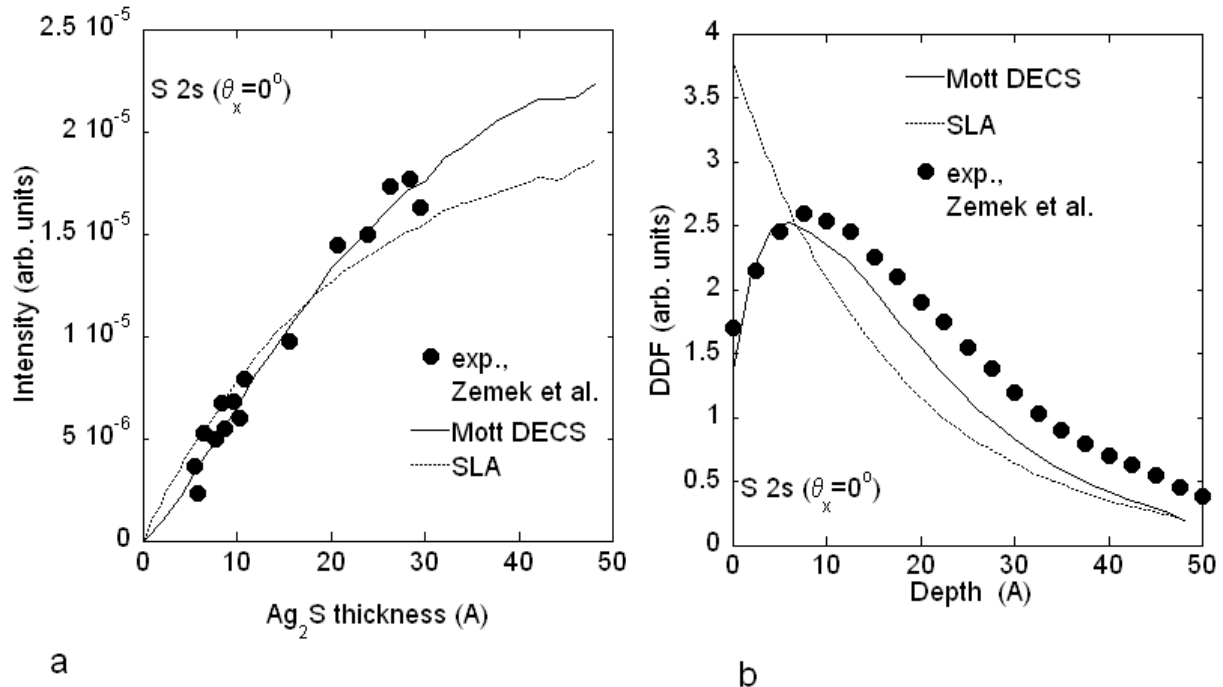 2.5 10⁻⁵
2 10⁻⁵
1.5 10⁻⁵
1 10⁻⁵
5 10⁻⁶
0
Intensity (arb. units)
S 2s (θₓ=0°)
exp.,
Zemek et al.
Mott DECS
SLA
0 10 20 30 40 50
Ag₂S thickness (A)
a
4
3.5
3
2.5
2
1.5
1
0.5
0
DDF (arb. units)
Mott DECS
SLA
exp.,
Zemek et al.
S 2s (θₓ=0°)
0 10 20 30 40 50
Depth (A)
b